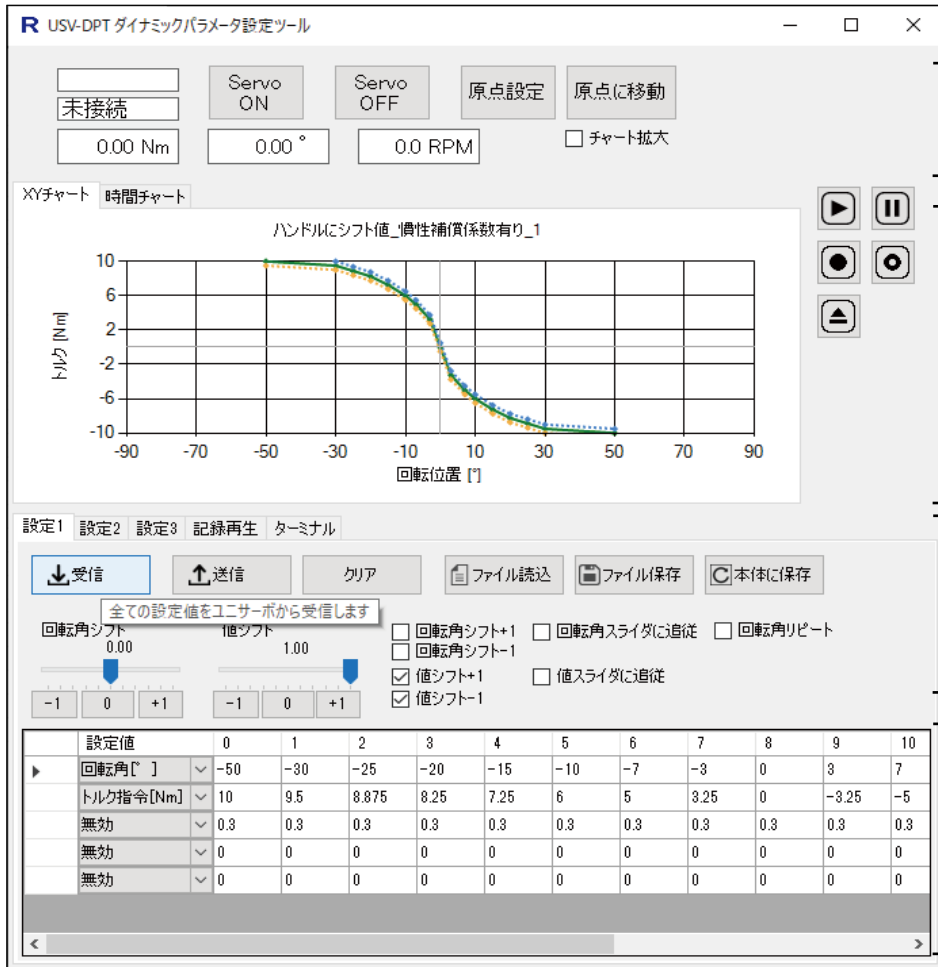 R USV-DPT ダイナミックパラメータ設定ツール
Servo ON
Servo OFF
原点設定
原点に移動
未接続
0.00 Nm
0.00 °
0.0 RPM
チャート拡大
XYチャート 時間チャート
ハンドルにシフト値_慣性補償係数有り_1
トルク [Nm]
10
6
2
-2
-6
-10
-90 -70 -50 -30 -10 10 30 50 70 90
回転位置 [°]
設定1 設定2 設定3 記録再生 ターミナル
受信 送信 クリア ファイル読込 ファイル保存 本体に保存
全ての設定値をユニサーボから受信します
回転角シフト 値シフト
0.00 1.00
-1 0 +1 -1 0 +1
回転角シフト+1 回転角スライダに追従 回転角リピート
回転角シフト-1
値シフト+1 値スライダに追従
値シフト-1
設定値 0 1 2 3 4 5 6 7 8 9 10
回転角[° ] -50 -30 -25 -20 -15 -10 -7 -3 0 3 7
トルク指令[Nm] 10 9.5 8.875 8.25 7.25 6 5 3.25 0 -3.25 -5
無効 0.3 0.3 0.3 0.3 0.3 0.3 0.3 0.3 0.3 0.3 0.3
無効 0 0 0 0 0 0 0 0 0 0 0
無効 0 0 0 0 0 0 0 0 0 0 0